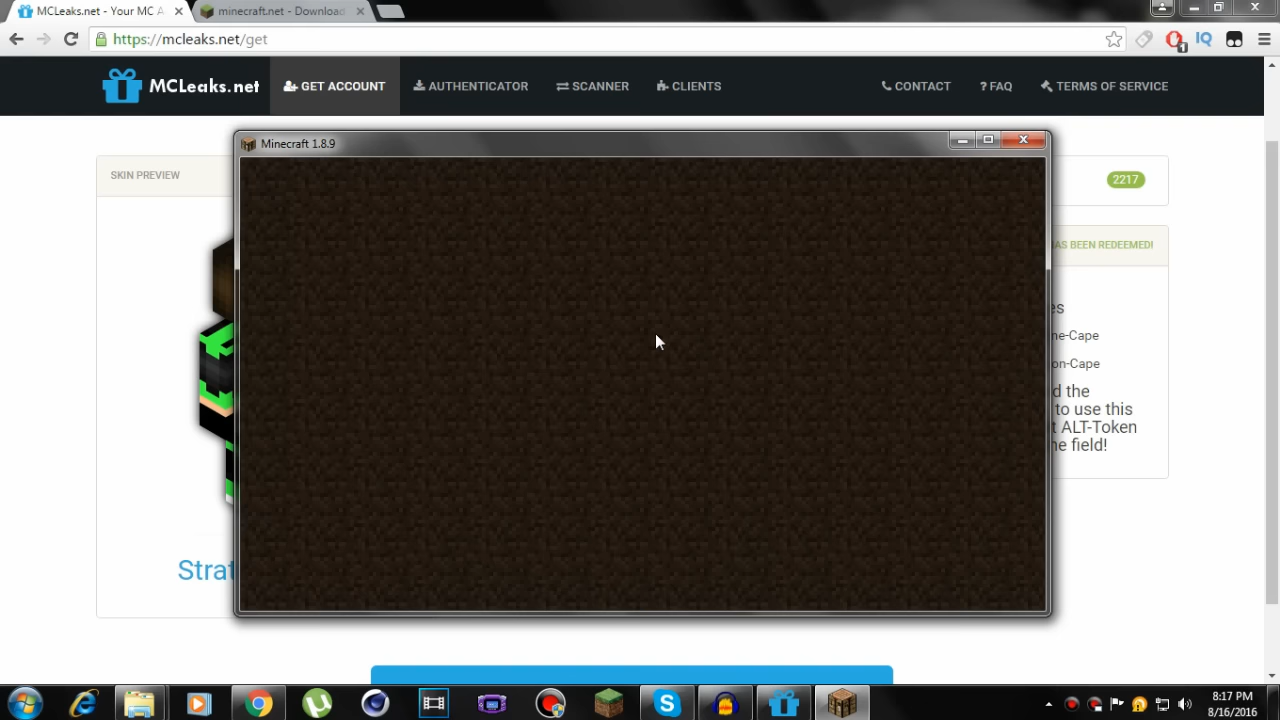 MCLeaks.net - Your MC A
minecraft.net - Download
https://mcleaks.net/get
1
IQ
MCLeaks.net
GET ACCOUNT
AUTHENTICATOR
SCANNER
CLIENTS
CONTACT
? FAQ
TERMS OF SERVICE
Minecraft 1.8.9
SKIN PREVIEW
2217
AS BEEN REDEEMED!
es
ne-Cape
on-Cape
d the
to use this
t ALT-Token
e field!
Strat
8:17 PM
8/16/2016